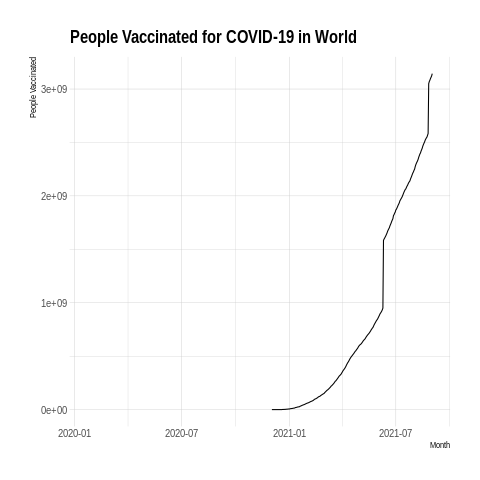 People Vaccinated for COVID-19 in World
People Vaccinated
3e+09
2e+09
1e+09
0e+00
2020-01
2020-07
2021-01
2021-07
Month